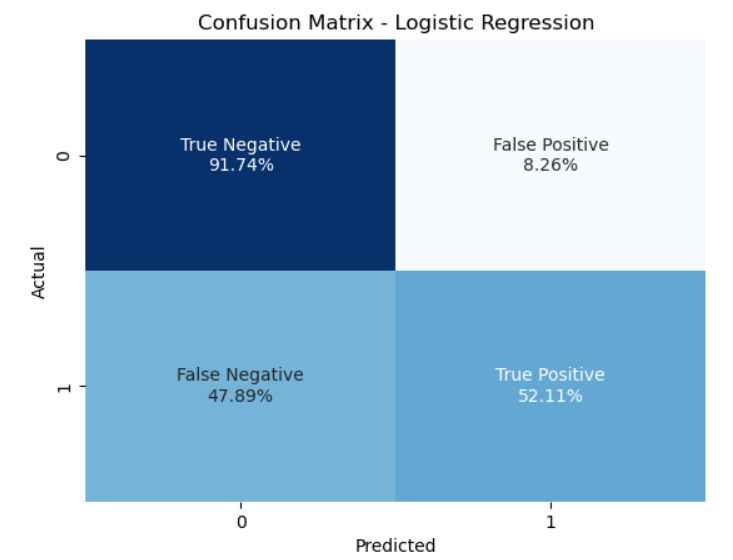 Confusion Matrix - Logistic Regression
0
True Negative
91.74%
False Positive
8.26%
Actual
1
False Negative
47.89%
True Positive
52.11%
0
1
Predicted